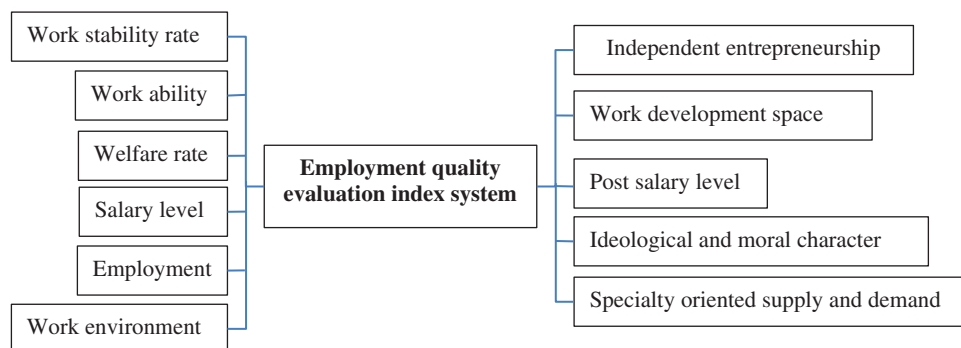 Work stability rate
Work ability
Welfare rate
Salary level
Employment
Work environment
Employment quality
evaluation index system
Independent entrepreneurship
Work development space
Post salary level
Ideological and moral character
Specialty oriented supply and demand